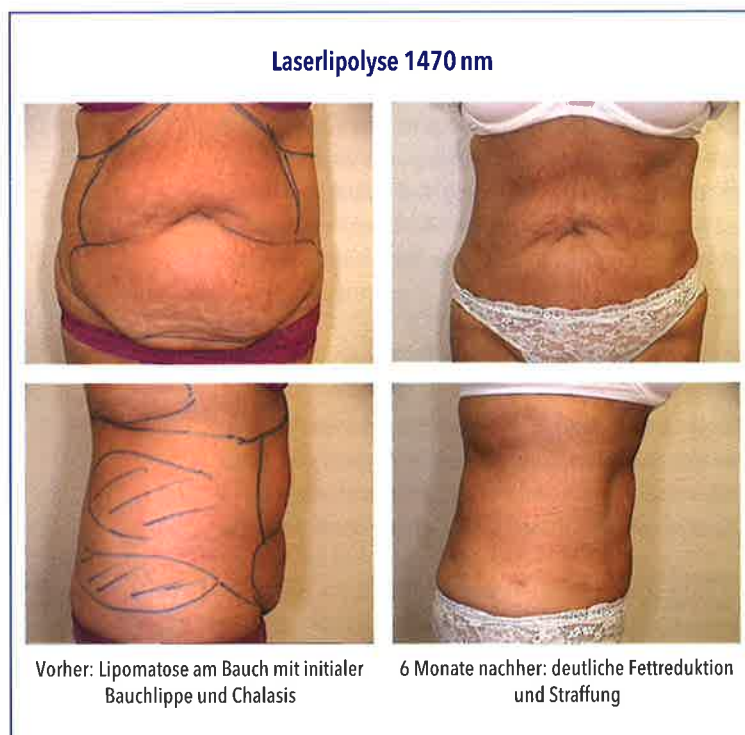 Laserlipolyse 1470 nm
Vorher: Lipomatose am Bauch mit initialer
Bauchlippe und Chalasis
6 Monate nachher: deutliche Fettreduktion
und Straffung